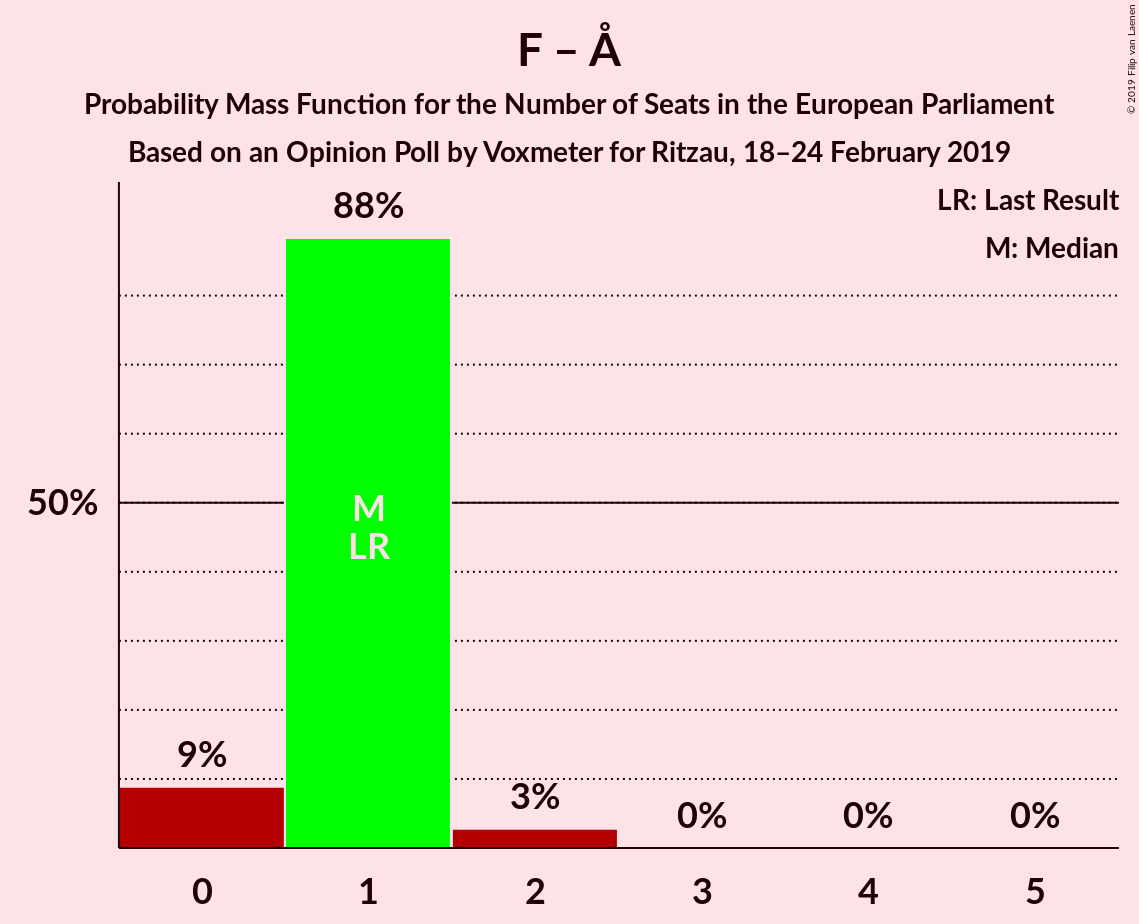 F – Å
Probability Mass Function for the Number of Seats in the European Parliament
Based on an Opinion Poll by Voxmeter for Ritzau, 18–24 February 2019
© 2019 Filip van Laenen
LR: Last Result
M: Median
88%
50%
M
LR
9%
3%
0%
0%
0%
0
1
2
3
4
5